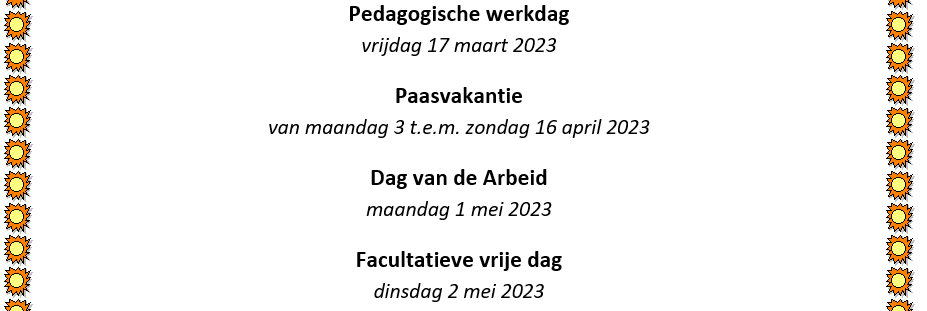 Pedagogische werkdag
vrijdag 17 maart 2023
Paasvakantie
van maandag 3 t.e.m. zondag 16 april 2023
Dag van de Arbeid
maandag 1 mei 2023
Facultatieve vrije dag
dinsdag 2 mei 2023